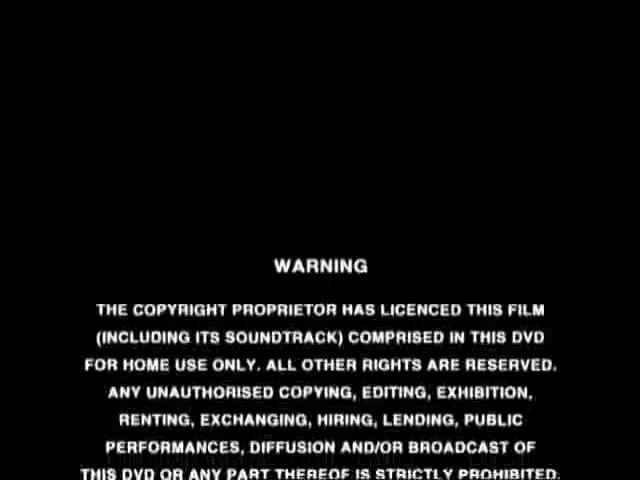 WARNING
THE COPYRIGHT PROPRIETOR HAS LICENCED THIS FILM
(INCLUDING ITS SOUNDTRACK) COMPRISED IN THIS DVD
FOR HOME USE ONLY. ALL OTHER RIGHTS ARE RESERVED.
ANY UNAUTHORISED COPYING, EDITING, EXHIBITION,
RENTING, EXCHANGING, HIRING, LENDING, PUBLIC
PERFORMANCES, DIFFUSION AND/OR BROADCAST OF
THIS DVD OR ANY PART THEREOF IS STRICTLY PROHIBITED.